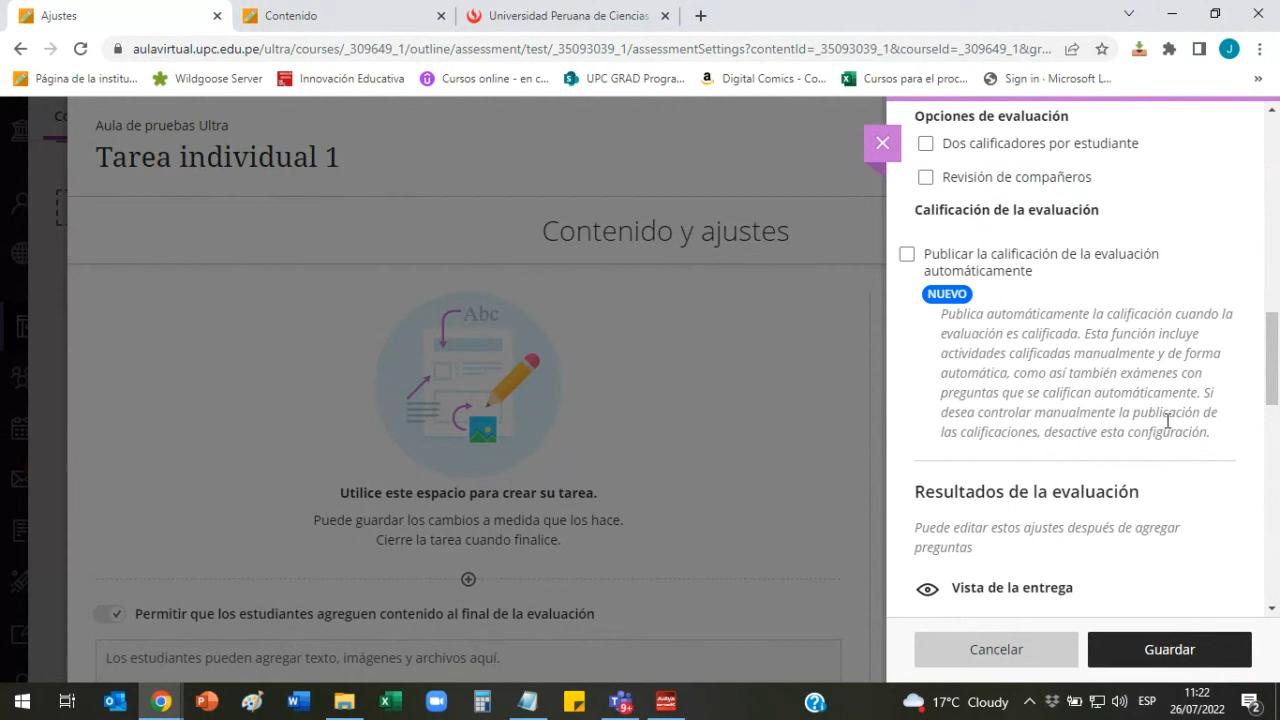 Ajustes
Contenido
Universidad Peruana de Ciencias
aulavirtual.upc.edu.pe/ultra/courses/_309649_1/outline/assessment/test/_35093039_1/assessmentSettings?contentId=_35093039_1&courseId=_309649_1&gr...
J
Página de la institu...
Wildgoose Server
Innovación Educativa
Cursos online - en c...
UPC GRAD Progra...
Digital Comics - Co...
Cursos para el proc...
Sign in · Microsoft I...
»
Aula de pruebas Ultra
Tarea individual 1
Contenido y ajustes
Abc
Utilice este espacio para crear su tarea.
Puede guardar los cambios a medida que los hace.
Cierre la tarea cuando finalice.
Permitir que los estudiantes agreguen contenido al final de la evaluación
Los estudiantes pueden agregar texto, imágenes y archivos aquí.
Opciones de evaluación
Dos calificadores por estudiante
Revisión de compañeros
Calificación de la evaluación
Publicar la calificación de la evaluación
automáticamente
NUEVO
Publica automáticamente la calificación cuando la
evaluación es calificada. Esta función incluye
actividades calificadas manualmente y de forma
automática, como así también exámenes con
preguntas que se califican automáticamente. Si
desea controlar manualmente la publicación de
las calificaciones, desactive esta configuración.
Resultados de la evaluación
Puede editar estos ajustes después de agregar
preguntas
Vista de la entrega
Cancelar
Guardar
17°C Cloudy
ESP
11:22
26/07/2022
2